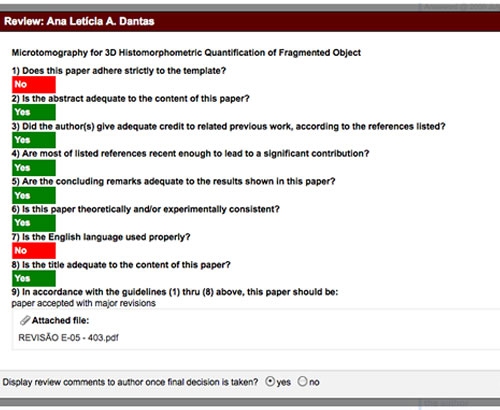 Review: Ana Letícia A. Dantas
Microtomography for 3D Histomorphometric Quantification of Fragmented Object
1) Does this paper adhere strictly to the template?
No
2) Is the abstract adequate to the content of this paper?
Yes
3) Did the author(s) give adequate credit to related previous work, according to the references listed?
Yes
4) Are most of listed references recent enough to lead to a significant contribution?
Yes
5) Are the concluding remarks adequate to the results shown in this paper?
Yes
6) Is this paper theoretically and/or experimentally consistent?
Yes
7) Is the English language used properly?
No
8) Is the title adequate to the content of this paper?
Yes
9) In accordance with the guidelines (1) thru (8) above, this paper should be:
paper accepted with major revisions
Attached file:
REVISÃO E-05 - 403.pdf
Display review comments to author once final decision is taken? yes no
the author